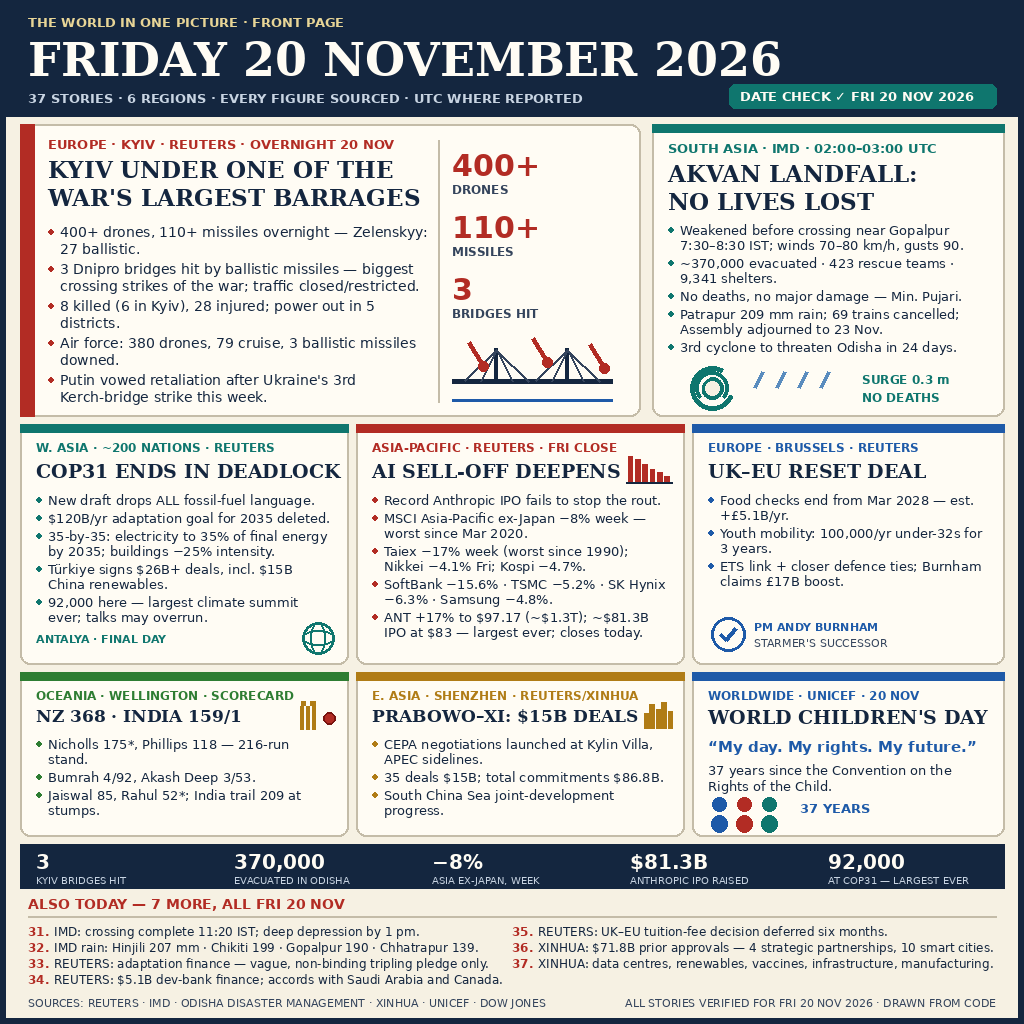 THE WORLD IN ONE PICTURE · FRONT PAGE
FRIDAY 20 NOVEMBER 2026
37 STORIES · 6 REGIONS · EVERY FIGURE SOURCED · UTC WHERE REPORTED
DATE CHECK ✓ FRI 20 NOV 2026
EUROPE · KYIV · REUTERS · OVERNIGHT 20 NOV
KYIV UNDER ONE OF THE
WAR'S LARGEST BARRAGES
400+ drones, 110+ missiles overnight — Zelenskyy:
27 ballistic.
3 Dnipro bridges hit by ballistic missiles — biggest
crossing strikes of the war; traffic closed/restricted.
8 killed (6 in Kyiv), 28 injured; power out in 5
districts.
Air force: 380 drones, 79 cruise, 3 ballistic missiles
downed.
Putin vowed retaliation after Ukraine's 3rd
Kerch-bridge strike this week.
400+
DRONES
110+
MISSILES
3
BRIDGES HIT
SOUTH ASIA · IMD · 02:00–03:00 UTC
AKVAN LANDFALL:
NO LIVES LOST
Weakened before crossing near Gopalpur
7:30–8:30 IST; winds 70–80 km/h, gusts 90.
~370,000 evacuated · 423 rescue teams ·
9,341 shelters.
No deaths, no major damage — Min. Pujari.
Patrapur 209 mm rain; 69 trains cancelled;
Assembly adjourned to 23 Nov.
3rd cyclone to threaten Odisha in 24 days.
SURGE 0.3 m
NO DEATHS
W. ASIA · ~200 NATIONS · REUTERS
COP31 ENDS IN DEADLOCK
New draft drops ALL fossil-fuel language.
$120B/yr adaptation goal for 2035 deleted.
35-by-35: electricity to 35% of final energy
by 2035; buildings −25% intensity.
Türkiye signs $26B+ deals, incl. $15B
China renewables.
92,000 here — largest climate summit
ever; talks may overrun.
ANTALYA · FINAL DAY
ASIA-PACIFIC · REUTERS · FRI CLOSE
AI SELL-OFF DEEPENS
Record Anthropic IPO fails to stop the rout.
MSCI Asia-Pacific ex-Japan −8% week —
worst since Mar 2020.
Taiex −17% week (worst since 1990);
Nikkei −4.1% Fri; Kospi −4.7%.
SoftBank −15.6% · TSMC −5.2% · SK Hynix
−6.3% · Samsung −4.8%.
ANT +17% to $97.17 (~$1.3T); ~$81.3B
IPO at $83 — largest ever; closes today.
EUROPE · BRUSSELS · REUTERS
UK–EU RESET DEAL
Food checks end from Mar 2028 — est.
+£5.1B/yr.
Youth mobility: 100,000/yr under-32s for
3 years.
ETS link + closer defence ties; Burnham
claims £17B boost.
PM ANDY BURNHAM
STARMER'S SUCCESSOR
OCEANIA · WELLINGTON · SCORECARD
NZ 368 · INDIA 159/1
Nicholls 175*, Phillips 118 — 216-run
stand.
Bumrah 4/92, Akash Deep 3/53.
Jaiswal 85, Rahul 52*; India trail 209 at
stumps.
E. ASIA · SHENZHEN · REUTERS/XINHUA
PRABOWO–XI: $15B DEALS
CEPA negotiations launched at Kylin Villa,
APEC sidelines.
35 deals $15B; total commitments $86.8B.
South China Sea joint-development
progress.
WORLDWIDE · UNICEF · 20 NOV
WORLD CHILDREN'S DAY
“My day. My rights. My future.”
37 years since the Convention on the
Rights of the Child.
37 YEARS
3
KYIV BRIDGES HIT
370,000
EVACUATED IN ODISHA
−8%
ASIA EX-JAPAN, WEEK
$81.3B
ANTHROPIC IPO RAISED
92,000
AT COP31 — LARGEST EVER
ALSO TODAY — 7 MORE, ALL FRI 20 NOV
31. IMD: crossing complete 11:20 IST; deep depression by 1 pm.
32. IMD rain: Hinjili 207 mm · Chikiti 199 · Gopalpur 190 · Chhatrapur 139.
33. REUTERS: adaptation finance — vague, non-binding tripling pledge only.
34. REUTERS: $5.1B dev-bank finance; accords with Saudi Arabia and Canada.
35. REUTERS: UK–EU tuition-fee decision deferred six months.
36. XINHUA: $71.8B prior approvals — 4 strategic partnerships, 10 smart cities.
37. XINHUA: data centres, renewables, vaccines, infrastructure, manufacturing.
SOURCES: REUTERS · IMD · ODISHA DISASTER MANAGEMENT · XINHUA · UNICEF · DOW JONES
ALL STORIES VERIFIED FOR FRI 20 NOV 2026 · DRAWN FROM CODE